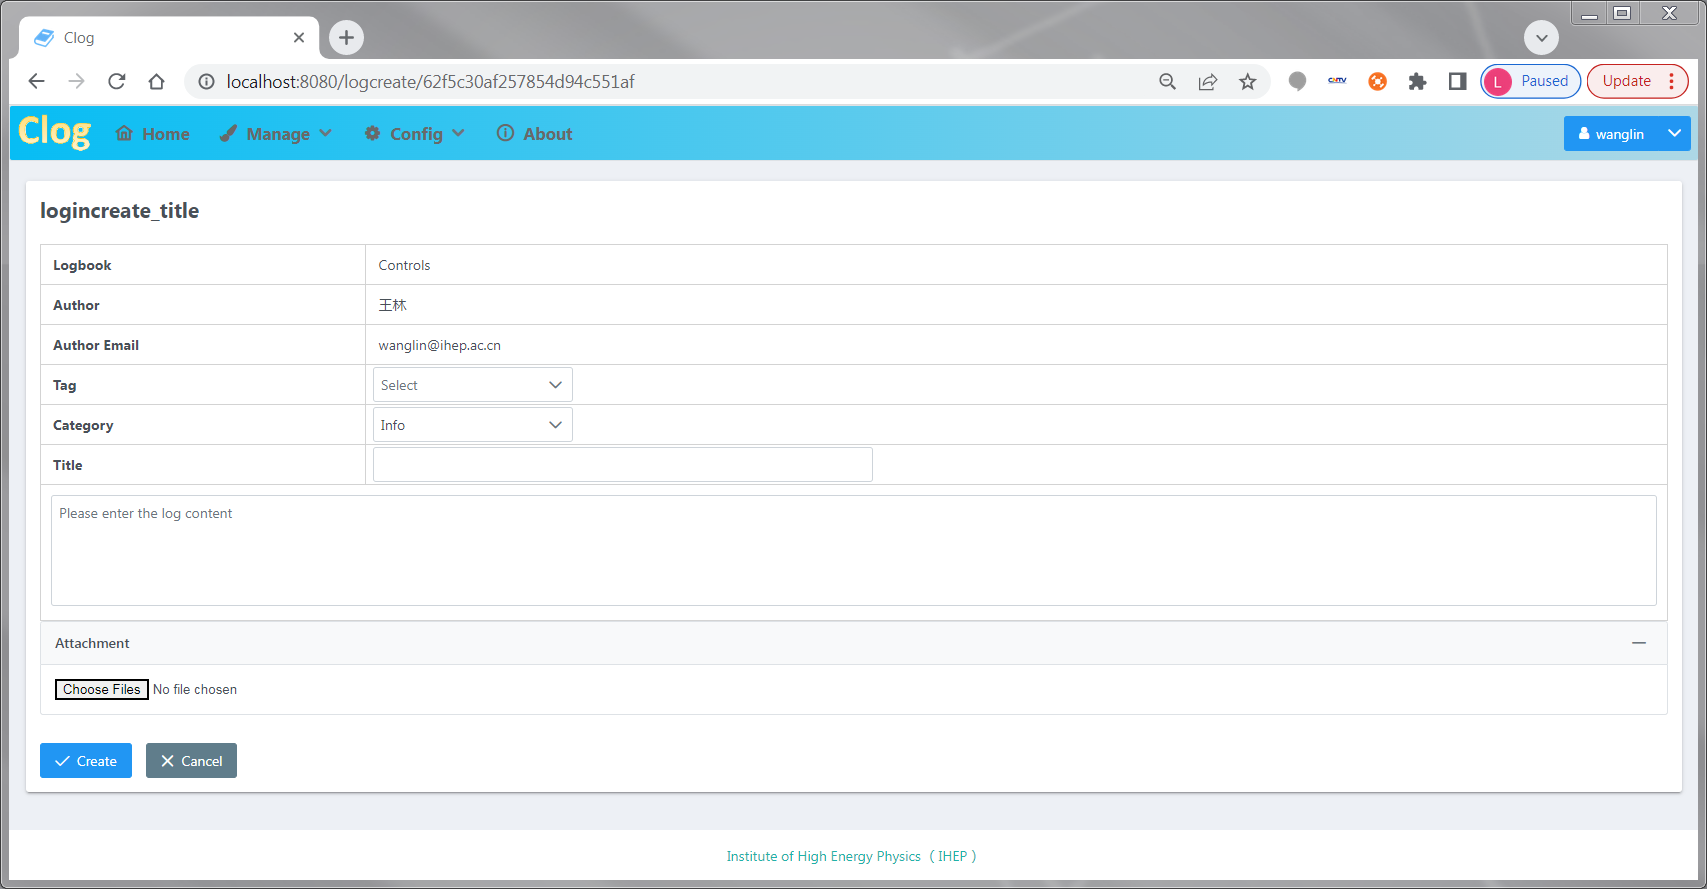 Clog
localhost:8080/logcreate/62f5c30af257854d94c551af
L Paused
Update
Clog Home Manage Config About
wanglin
logincreate_title
Logbook Controls
Author 王林
Author Email wanglin@ihep.ac.cn
Tag Select
Category Info
Title
Please enter the log content
Attachment
Choose Files No file chosen
Create Cancel
Institute of High Energy Physics （IHEP）